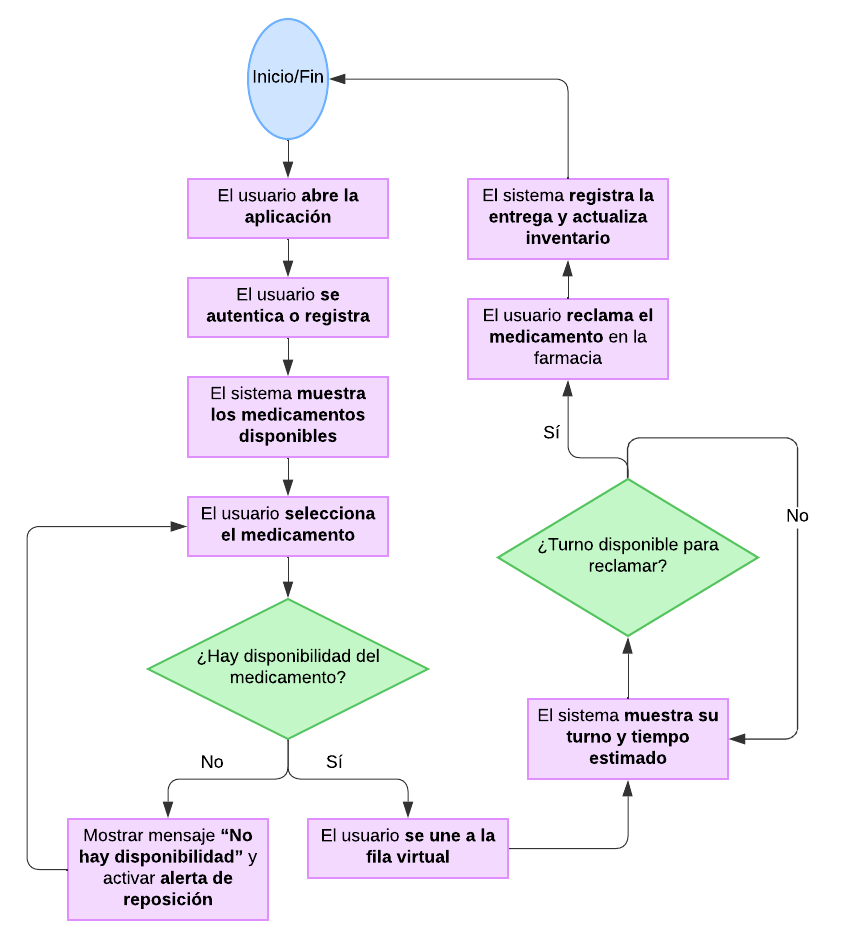 Inicio/Fin
El usuario abre la
aplicación
El usuario se
autentica o registra
El sistema muestra
los medicamentos
disponibles
El usuario selecciona
el medicamento
¿Hay disponibilidad del
medicamento?
No
Sí
Mostrar mensaje “No
hay disponibilidad” y
activar alerta de
reposición
El usuario se une a la
fila virtual
El sistema muestra su
turno y tiempo
estimado
¿Turno disponible para
reclamar?
No
Sí
El usuario reclama el
medicamento en la
farmacia
El sistema registra la
entrega y actualiza
inventario